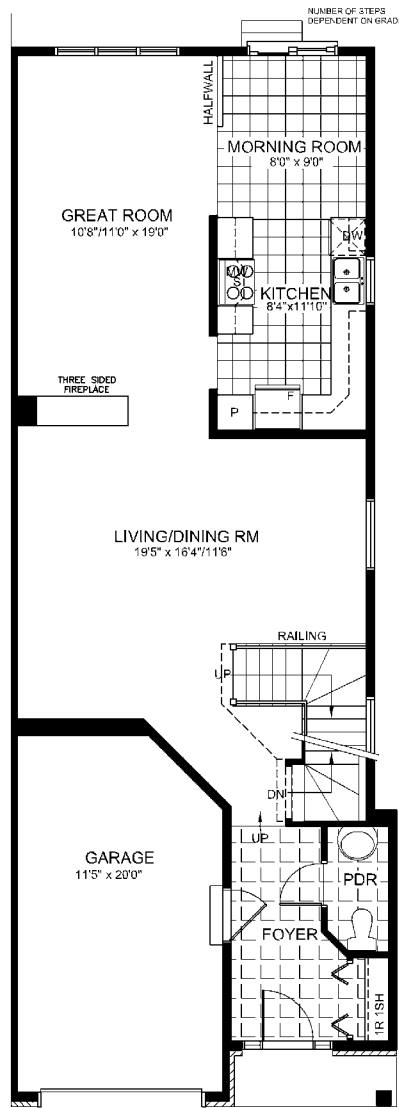 NUMBER OF STEPS
DEPENDENT ON GRAD
HALFWALL
MORNING ROOM
8'0" x 9'0"
GREAT ROOM
10'8"/11'0" x 19'0"
DW
KITCHEN
8'4"x11'10"
THREE SIDED
FIREPLACE
P
F
LIVING/DINING RM
19'5" x 16'4"/11'6"
RAILING
UP
DN
UP
GARAGE
11'5" x 20'0"
PDR
FOYER
1R 1SH